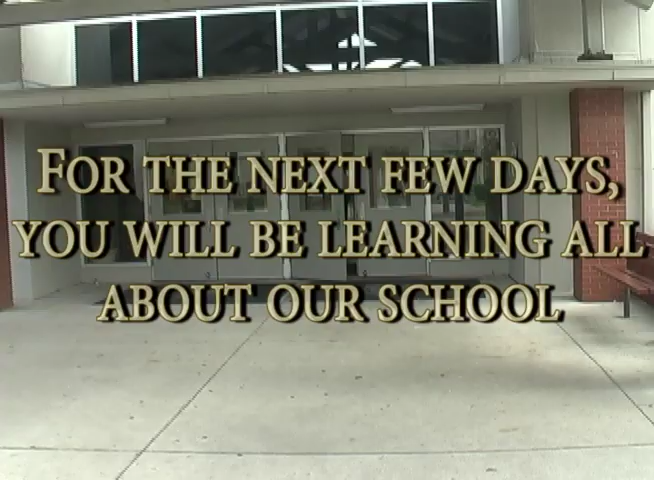 FOR THE NEXT FEW DAYS,
YOU WILL BE LEARNING ALL
ABOUT OUR SCHOOL